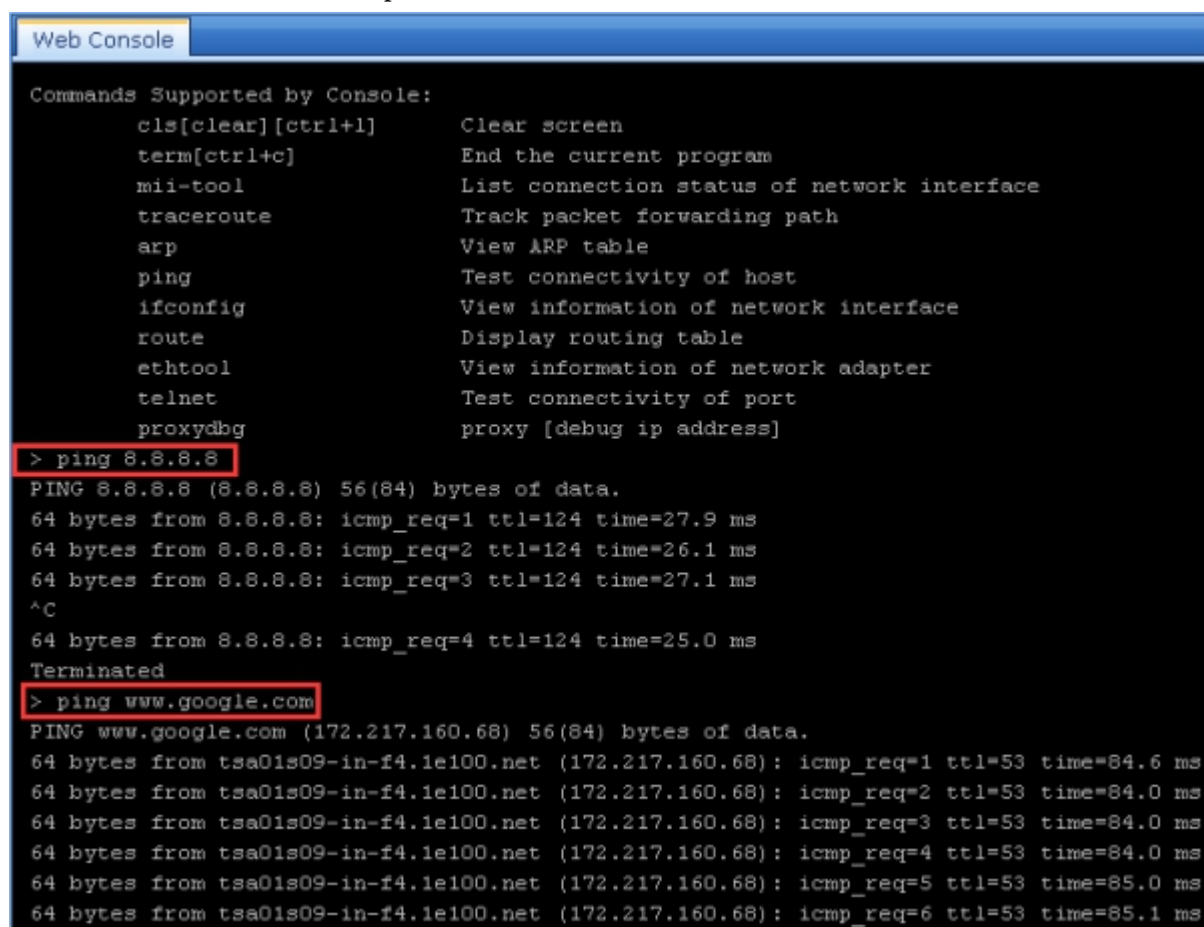 Web Console
Commands Supported by Console:
cls[clear][ctrl+l] Clear screen
term[ctrl+c] End the current program
mii-tool List connection status of network interface
traceroute Track packet forwarding path
arp View ARP table
ping Test connectivity of host
ifconfig View information of network interface
route Display routing table
ethtool View information of network adapter
telnet Test connectivity of port
proxydbg proxy [debug ip address]
> ping 8.8.8.8
PING 8.8.8.8 (8.8.8.8) 56(84) bytes of data.
64 bytes from 8.8.8.8: icmp_req=1 ttl=124 time=27.9 ms
64 bytes from 8.8.8.8: icmp_req=2 ttl=124 time=26.1 ms
64 bytes from 8.8.8.8: icmp_req=3 ttl=124 time=27.1 ms
^C
64 bytes from 8.8.8.8: icmp_req=4 ttl=124 time=25.0 ms
Terminated
> ping www.google.com
PING www.google.com (172.217.160.68) 56(84) bytes of data.
64 bytes from tsa01s09-in-f4.1e100.net (172.217.160.68): icmp_req=1 ttl=53 time=84.6 ms
64 bytes from tsa01s09-in-f4.1e100.net (172.217.160.68): icmp_req=2 ttl=53 time=84.0 ms
64 bytes from tsa01s09-in-f4.1e100.net (172.217.160.68): icmp_req=3 ttl=53 time=84.0 ms
64 bytes from tsa01s09-in-f4.1e100.net (172.217.160.68): icmp_req=4 ttl=53 time=84.0 ms
64 bytes from tsa01s09-in-f4.1e100.net (172.217.160.68): icmp_req=5 ttl=53 time=85.0 ms
64 bytes from tsa01s09-in-f4.1e100.net (172.217.160.68): icmp_req=6 ttl=53 time=85.1 ms